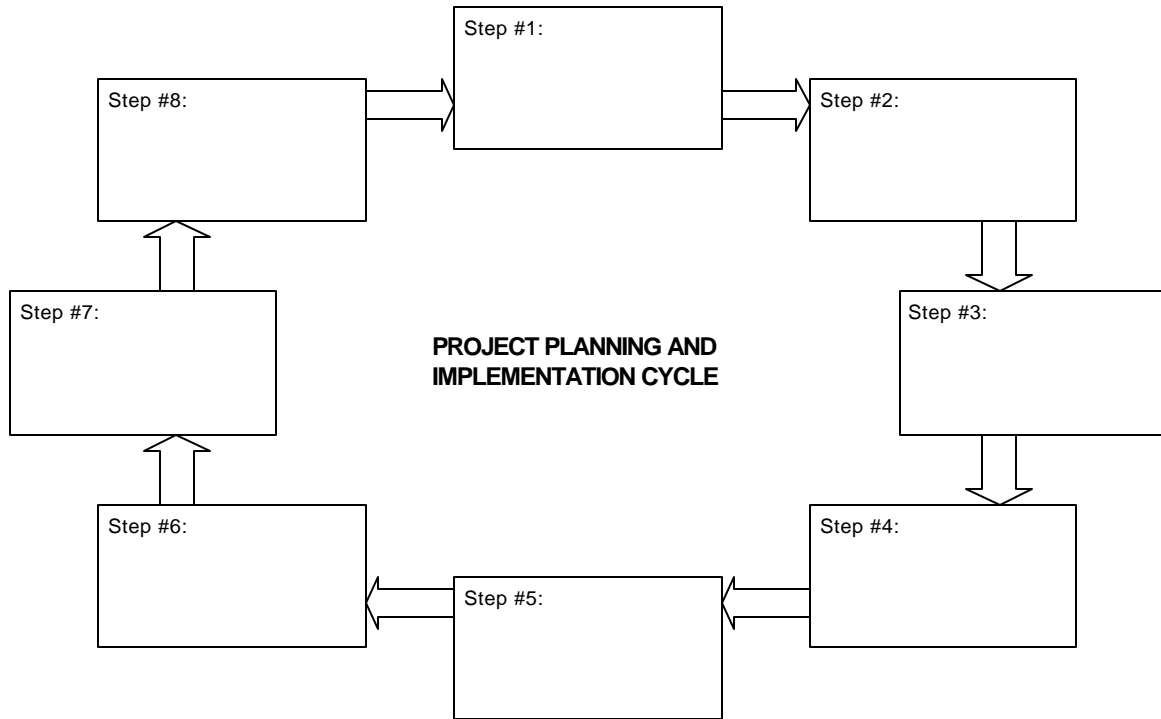 Step #1:
Step #2:
Step #3:
Step #4:
Step #5:
Step #6:
Step #7:
Step #8:
PROJECT PLANNING AND
IMPLEMENTATION CYCLE